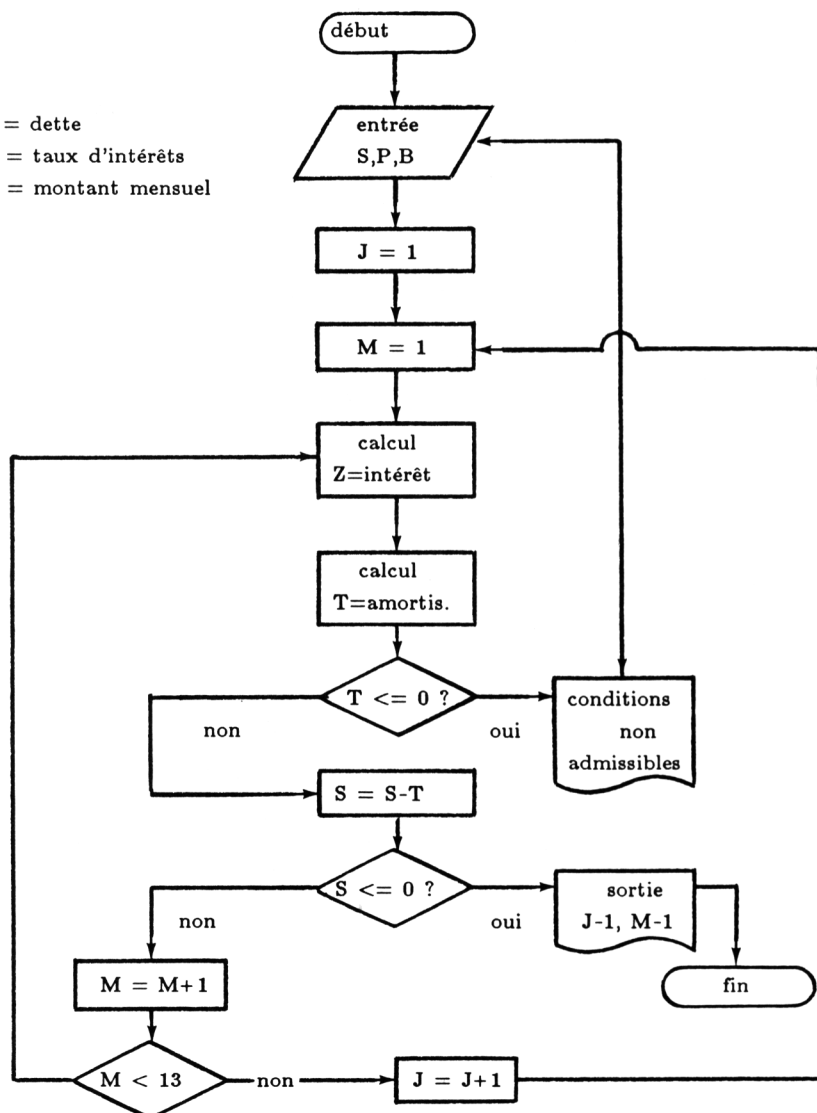 début
= dette
= taux d'intérêts
= montant mensuel
entrée
S,P,B
J = 1
M = 1
calcul
Z=intérêt
calcul
T=amortis.
T <= 0 ?
non
oui
conditions
non
admissibles
S = S-T
S <= 0 ?
non
oui
sortie
J-1, M-1
M = M+1
fin
M < 13
non
J = J+1